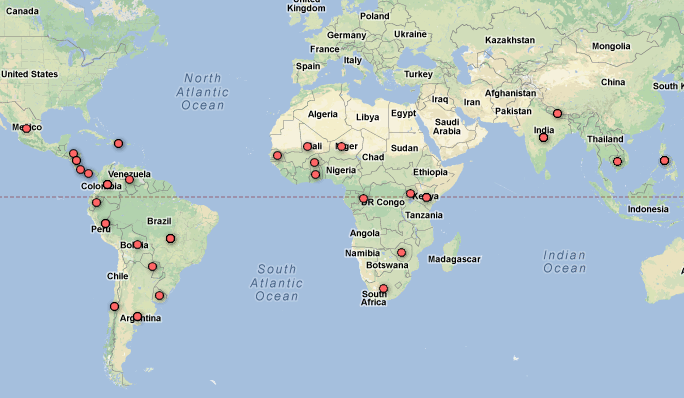 United
Kingdom
Canada
Poland
Germany
Ukraine
Kazakhstan
France
Mongolia
Italy
Spain
United States
Turkey
China
North
Atlantic
Ocean
Afghanistan
South K
Iraq
Iran
Algeria
Libya
Egypt
Pakistan
Saudi
Arabia
Mexico
India
Thailand
Mali
Niger
Sudan
Chad
Nigeria
Ethiopia
Venezuela
Colombia
Kenya
DR Congo
Indonesia
Tanzania
Brazil
Peru
Angola
Bolivia
Namibia
Madagascar
Indian
Ocean
Botswana
Chile
South
Atlantic
Ocean
South
Africa
Argentina